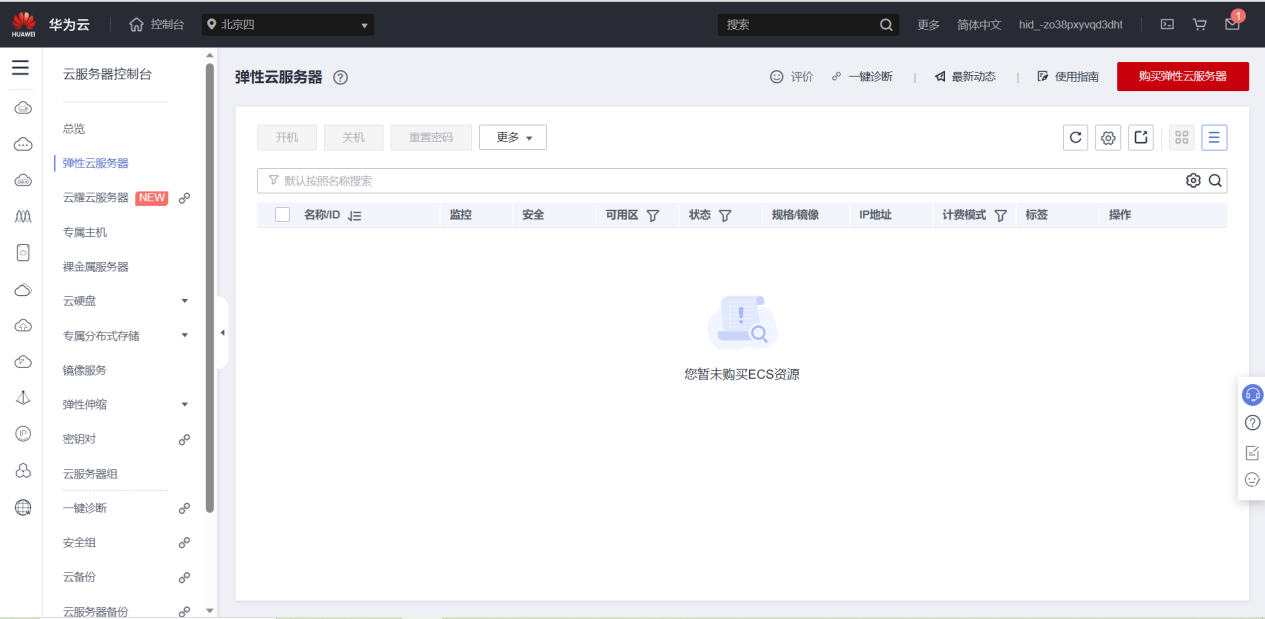 HUAWEI 华为云 控制台 北京四 搜索 更多 简体中文 hid_-zo38pxyvqd3dht 1
云服务器控制台
总览
弹性云服务器
云耀云服务器 NEW
专属主机
裸金属服务器
云硬盘
专属分布式存储
镜像服务
弹性伸缩
密钥对
云服务器组
一键诊断
安全组
云备份
云服务器备份
弹性云服务器 评价 一键诊断 最新动态 使用指南 购买弹性云服务器
开机 关机 重置密码 更多
默认按照名称搜索
名称/ID 监控 安全 可用区 状态 规格/镜像 IP地址 计费模式 标签 操作
您暂未购买ECS资源